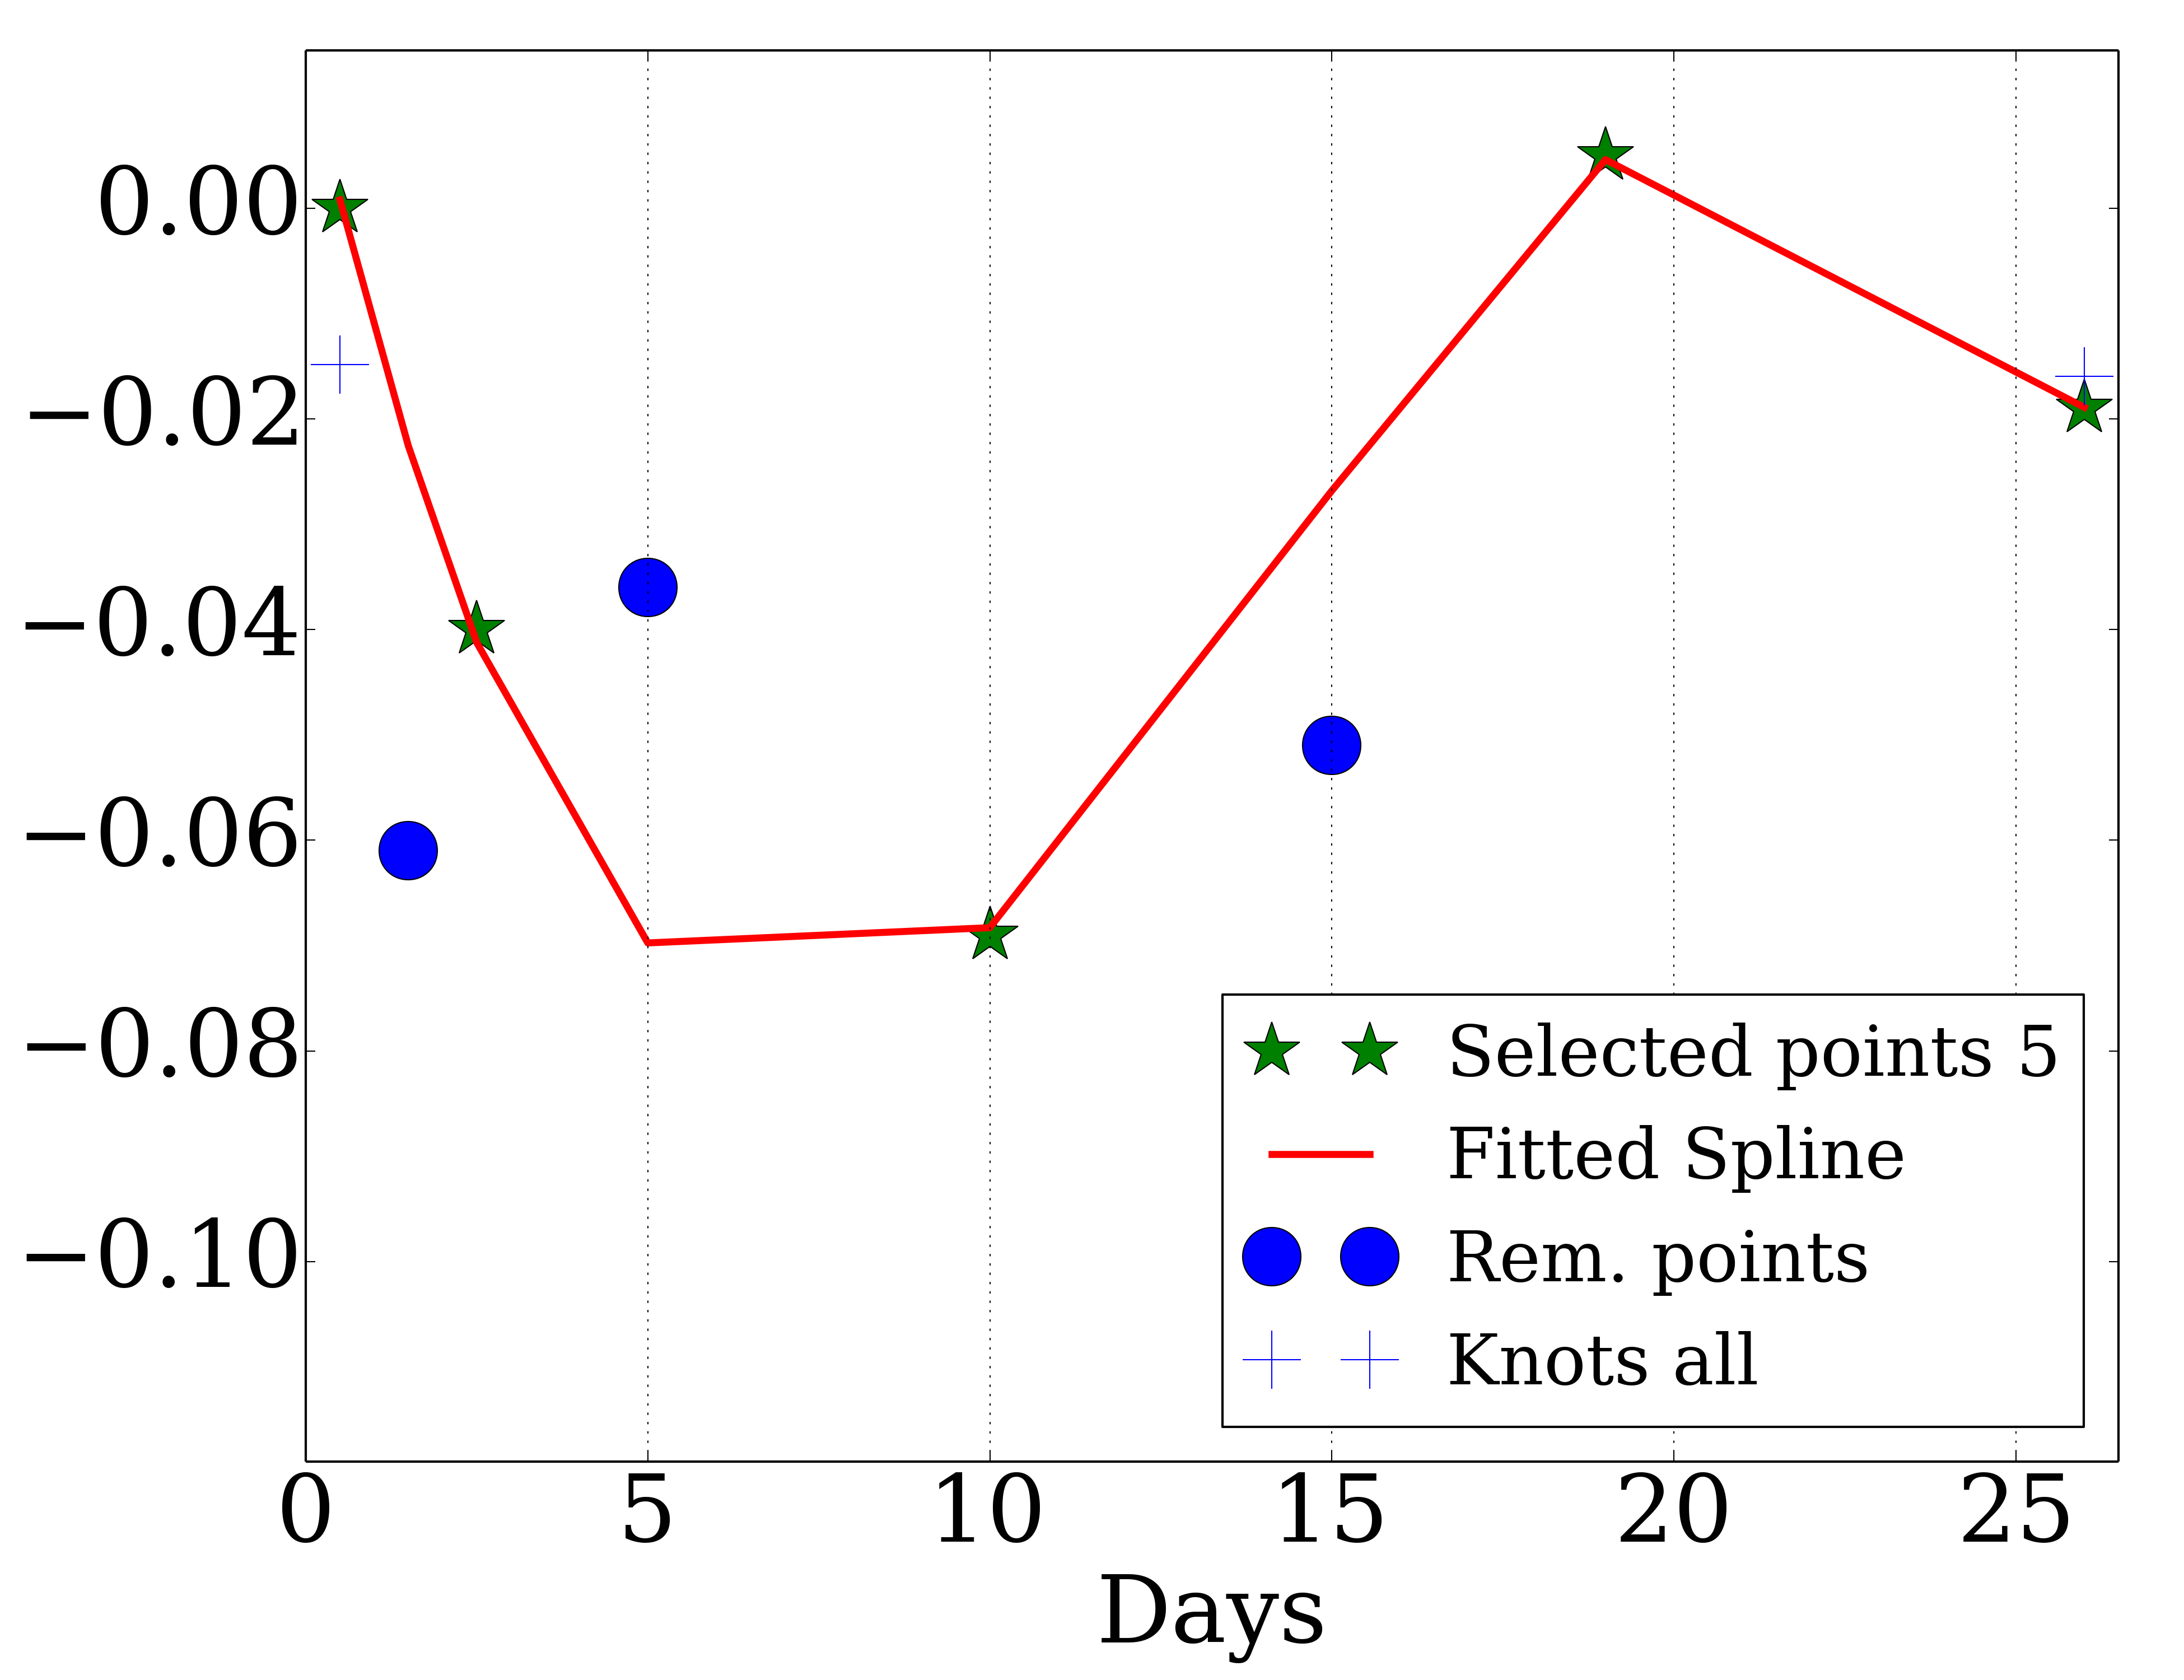 0.00
−0.02
−0.04
−0.06
−0.08
−0.10
Selected points 5
Fitted Spline
Rem. points
Knots all
0 5 10 15 20 25
Days